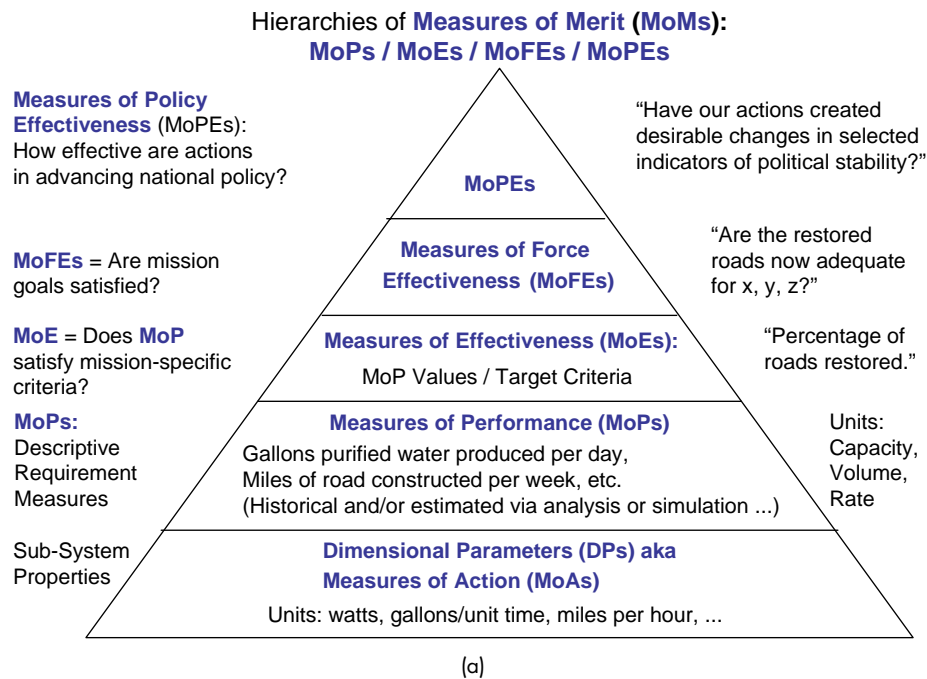 Hierarchies of Measures of Merit (MoMs):
MoPs / MoEs / MoFEs / MoPEs
Measures of Policy
Effectiveness (MoPEs):
How effective are actions
in advancing national policy?
MoPEs
“Have our actions created
desirable changes in selected
indicators of political stability?”
MoFEs = Are mission
goals satisfied?
Measures of Force
Effectiveness (MoFEs)
“Are the restored
roads now adequate
for x, y, z?”
MoE = Does MoP
satisfy mission-specific
criteria?
Measures of Effectiveness (MoEs):
MoP Values / Target Criteria
“Percentage of
roads restored.”
MoPs:
Descriptive
Requirement
Measures
Measures of Performance (MoPs)
Gallons purified water produced per day,
Miles of road constructed per week, etc.
(Historical and/or estimated via analysis or simulation ...)
Units:
Capacity,
Volume,
Rate
Sub-System
Properties
Dimensional Parameters (DPs) aka
Measures of Action (MoAs)
Units: watts, gallons/unit time, miles per hour, ...
(a)